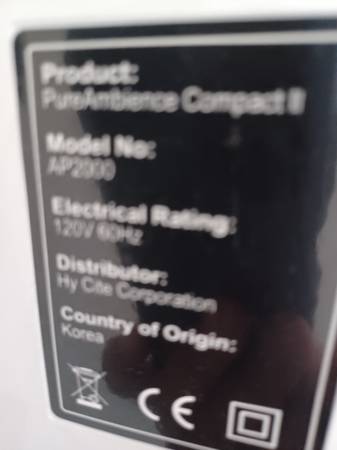 Product:
PureAmbience Compact II
Model No:
AP2000
Electrical Rating:
120V 60Hz
Distributor:
Hy Cite Corporation
Country of Origin:
Korea
CE